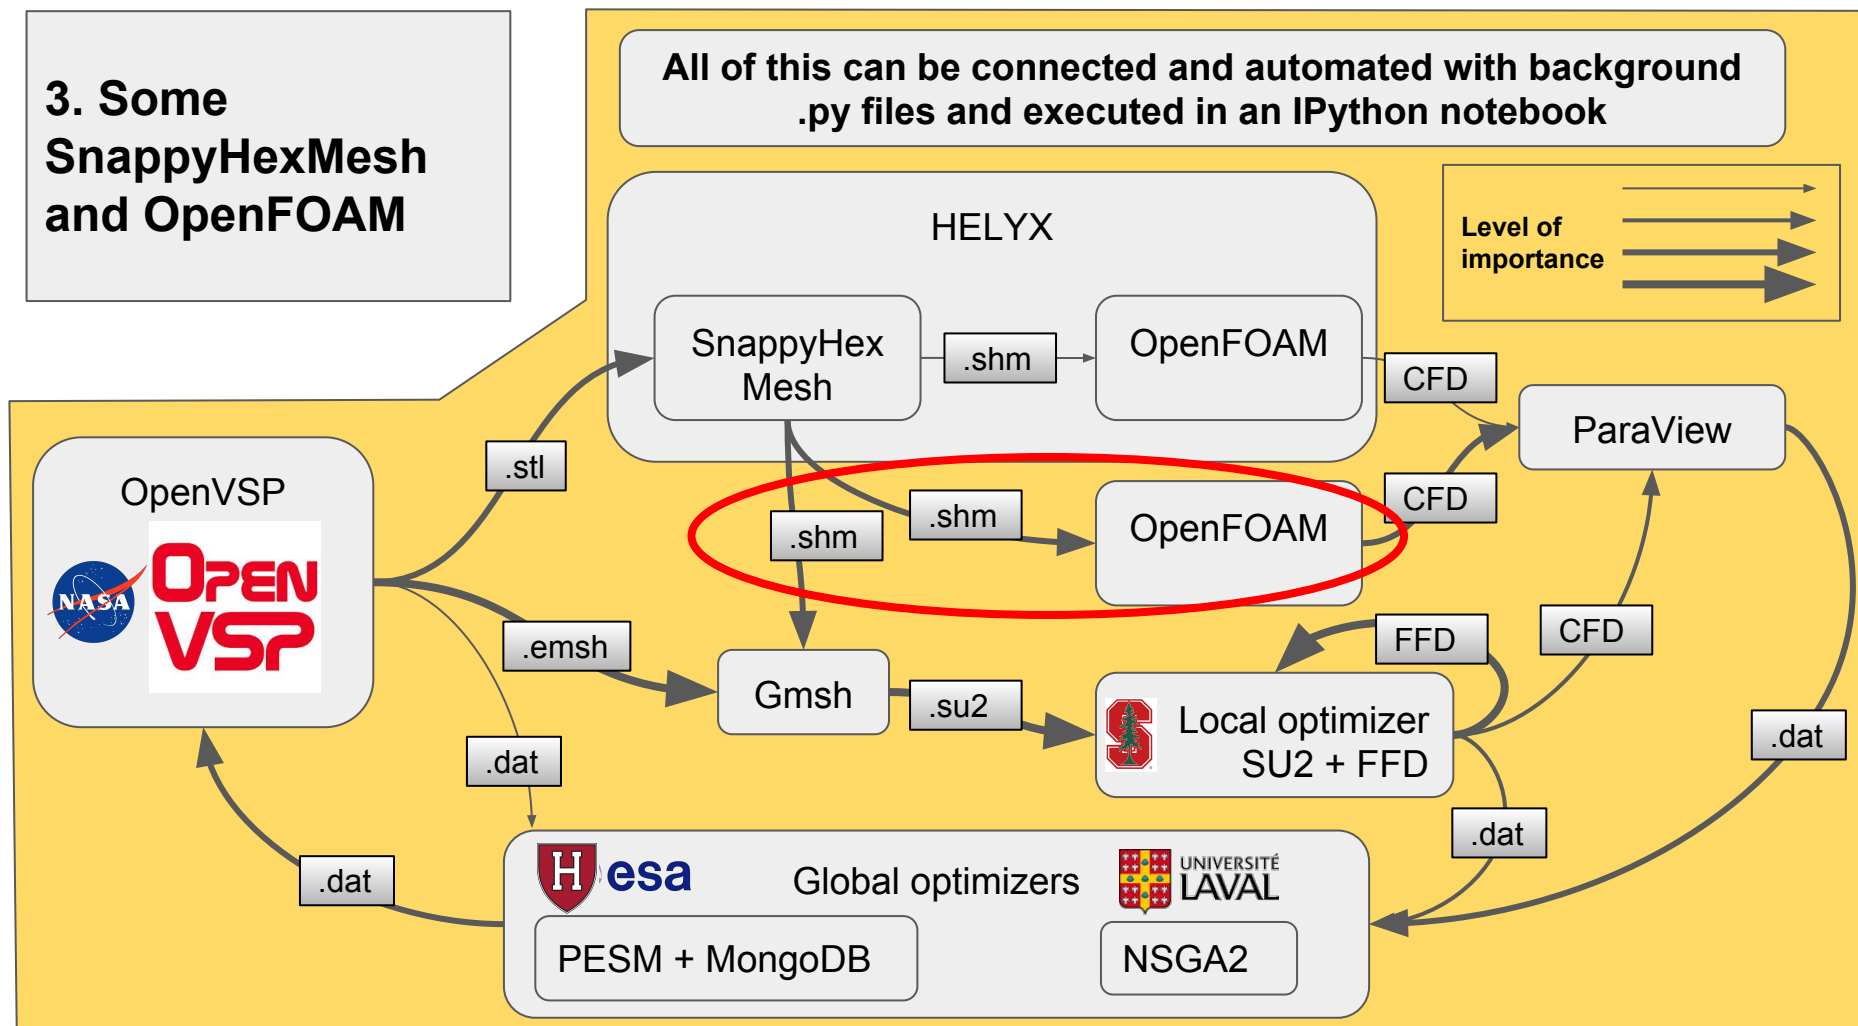 3. Some
SnappyHexMesh
and OpenFOAM
All of this can be connected and automated with background
.py files and executed in an IPython notebook
Level of
importance
HELYX
SnappyHex
Mesh
.shm
OpenFOAM
CFD
ParaView
.stl
OpenVSP
NASA
OPEN
VSP
.shm
.shm
OpenFOAM
CFD
.emsh
Gmsh
.su2
FFD
CFD
S
Local optimizer
SU2 + FFD
.dat
.dat
.dat
.dat
H
esa
Global optimizers
UNIVERSITÉ
LAVAL
PESM + MongoDB
NSGA2